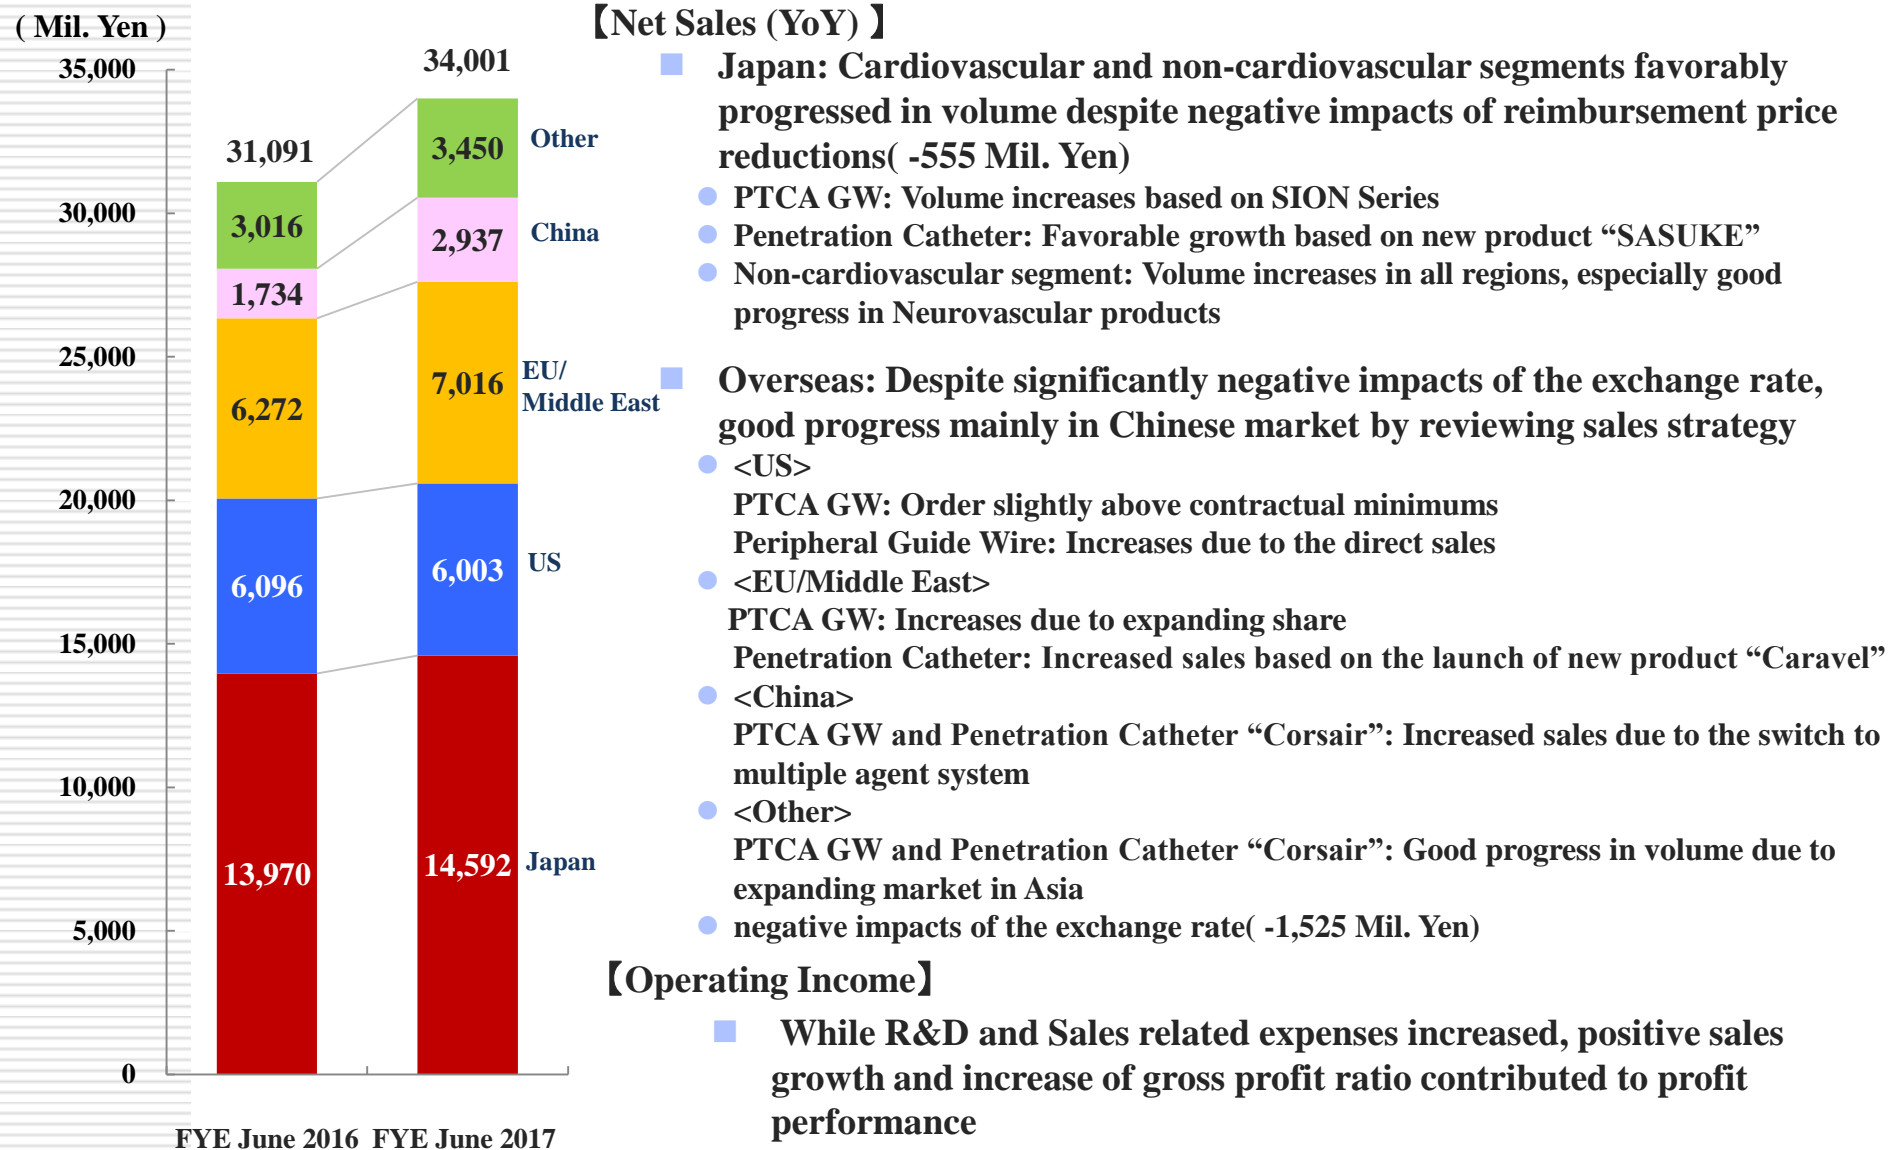 ( Mil. Yen )
35,000
30,000
25,000
20,000
15,000
10,000
5,000
0
31,091
3,016
1,734
6,272
6,096
13,970
34,001
3,450
2,937
7,016
6,003
14,592
Other
China
EU/
Middle East
US
Japan
FYE June 2016
FYE June 2017
【Net Sales (YoY) 】
Japan: Cardiovascular and non-cardiovascular segments favorably
progressed in volume despite negative impacts of reimbursement price
reductions( -555 Mil. Yen)
PTCA GW: Volume increases based on SION Series
Penetration Catheter: Favorable growth based on new product “SASUKE”
Non-cardiovascular segment: Volume increases in all regions, especially good
progress in Neurovascular products
Overseas: Despite significantly negative impacts of the exchange rate,
good progress mainly in Chinese market by reviewing sales strategy
<US>
PTCA GW: Order slightly above contractual minimums
Peripheral Guide Wire: Increases due to the direct sales
<EU/Middle East>
PTCA GW: Increases due to expanding share
Penetration Catheter: Increased sales based on the launch of new product “Caravel”
<China>
PTCA GW and Penetration Catheter “Corsair”: Increased sales due to the switch to
multiple agent system
<Other>
PTCA GW and Penetration Catheter “Corsair”: Good progress in volume due to
expanding market in Asia
negative impacts of the exchange rate( -1,525 Mil. Yen)
【Operating Income】
While R&D and Sales related expenses increased, positive sales
growth and increase of gross profit ratio contributed to profit
performance